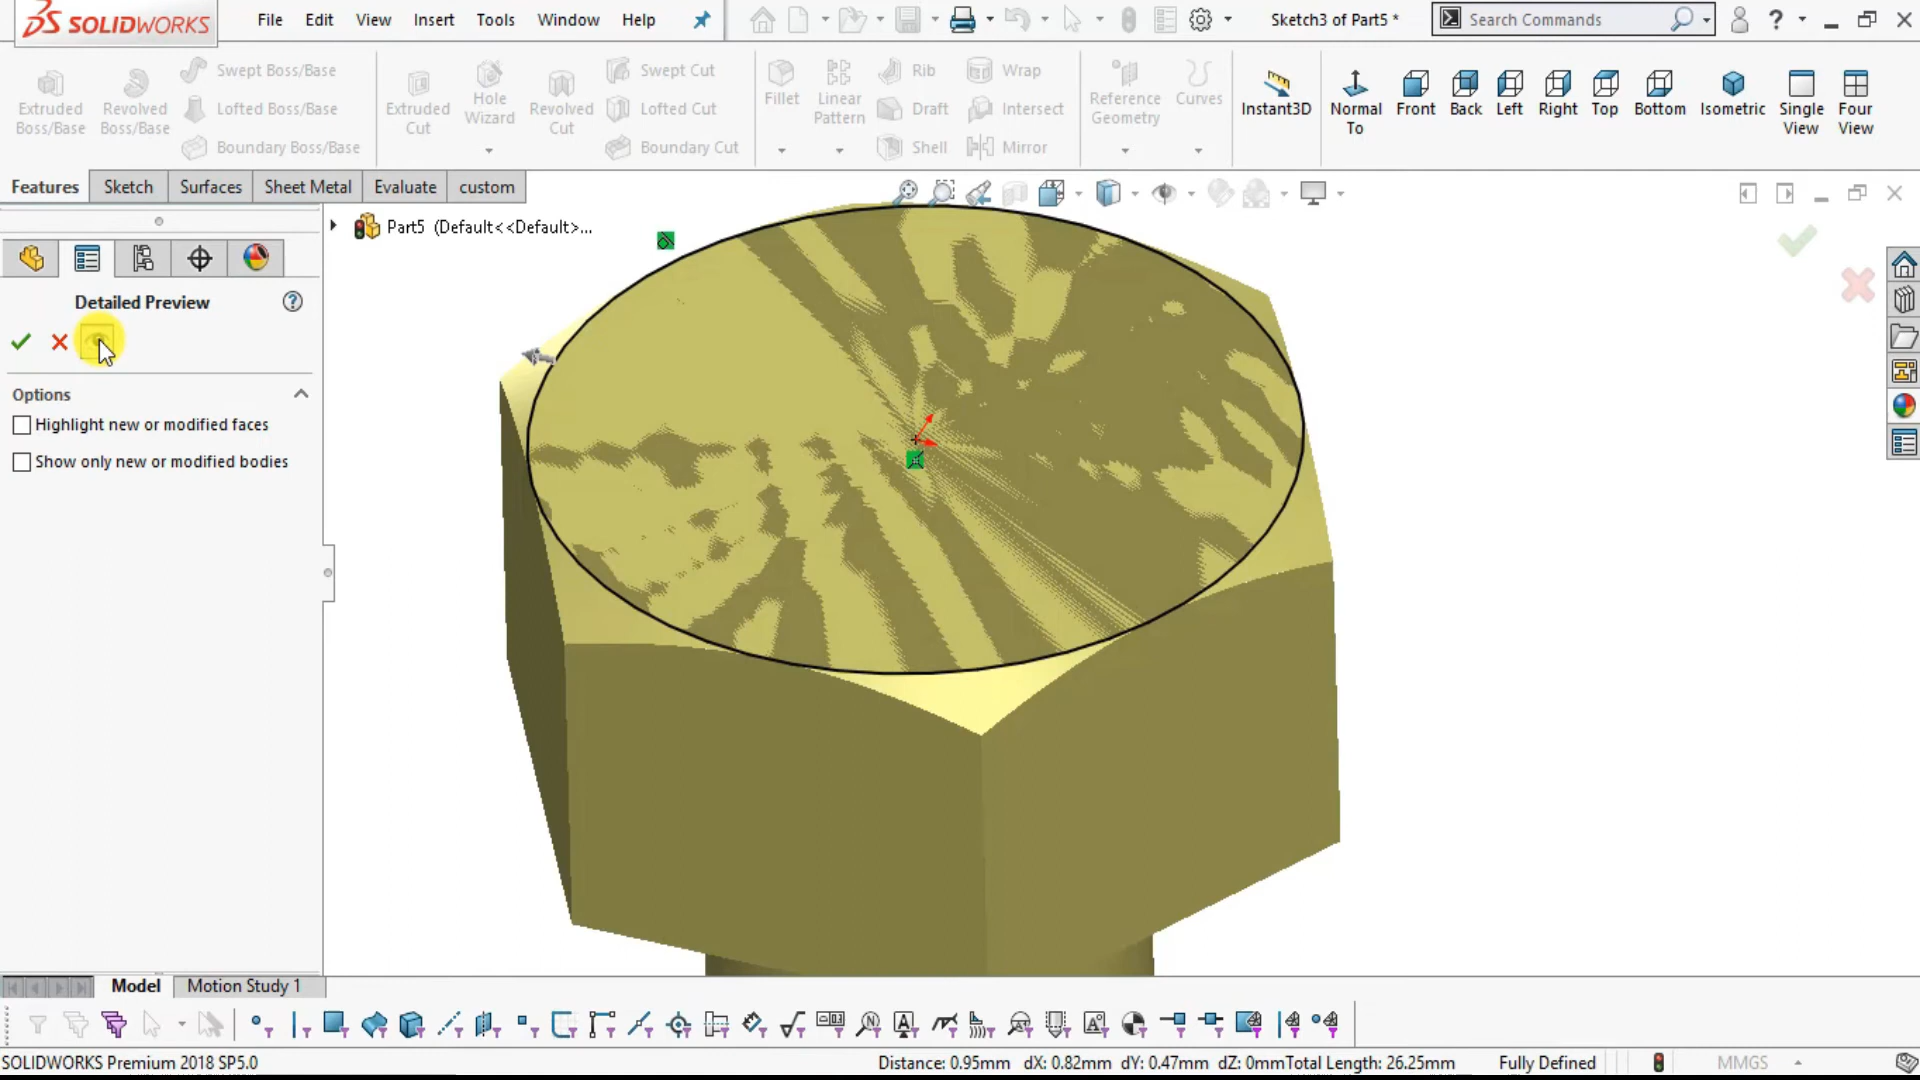 SOLIDWORKS File Edit View Insert Tools Window Help Sketch3 of Part5 * Search Commands ?
Extruded Boss/Base
Revolved Boss/Base
Swept Boss/Base
Lofted Boss/Base
Boundary Boss/Base
Extruded Cut
Hole Wizard
Revolved Cut
Swept Cut
Lofted Cut
Boundary Cut
Fillet
Linear Pattern
Rib
Draft
Shell
Wrap
Intersect
Mirror
Reference Geometry
Curves
Instant3D
Normal To
Front
Back
Left
Right
Top
Bottom
Isometric
Single View
Four View
Features Sketch Surfaces Sheet Metal Evaluate custom
Part5 (Default<<Default>...
Detailed Preview ?
Options
Highlight new or modified faces
Show only new or modified bodies
Model Motion Study 1
SOLIDWORKS Premium 2018 SP5.0 Distance: 0.95mm dX: 0.82mm dY: 0.47mm dZ: 0mmTotal Length: 26.25mm Fully Defined MMGS